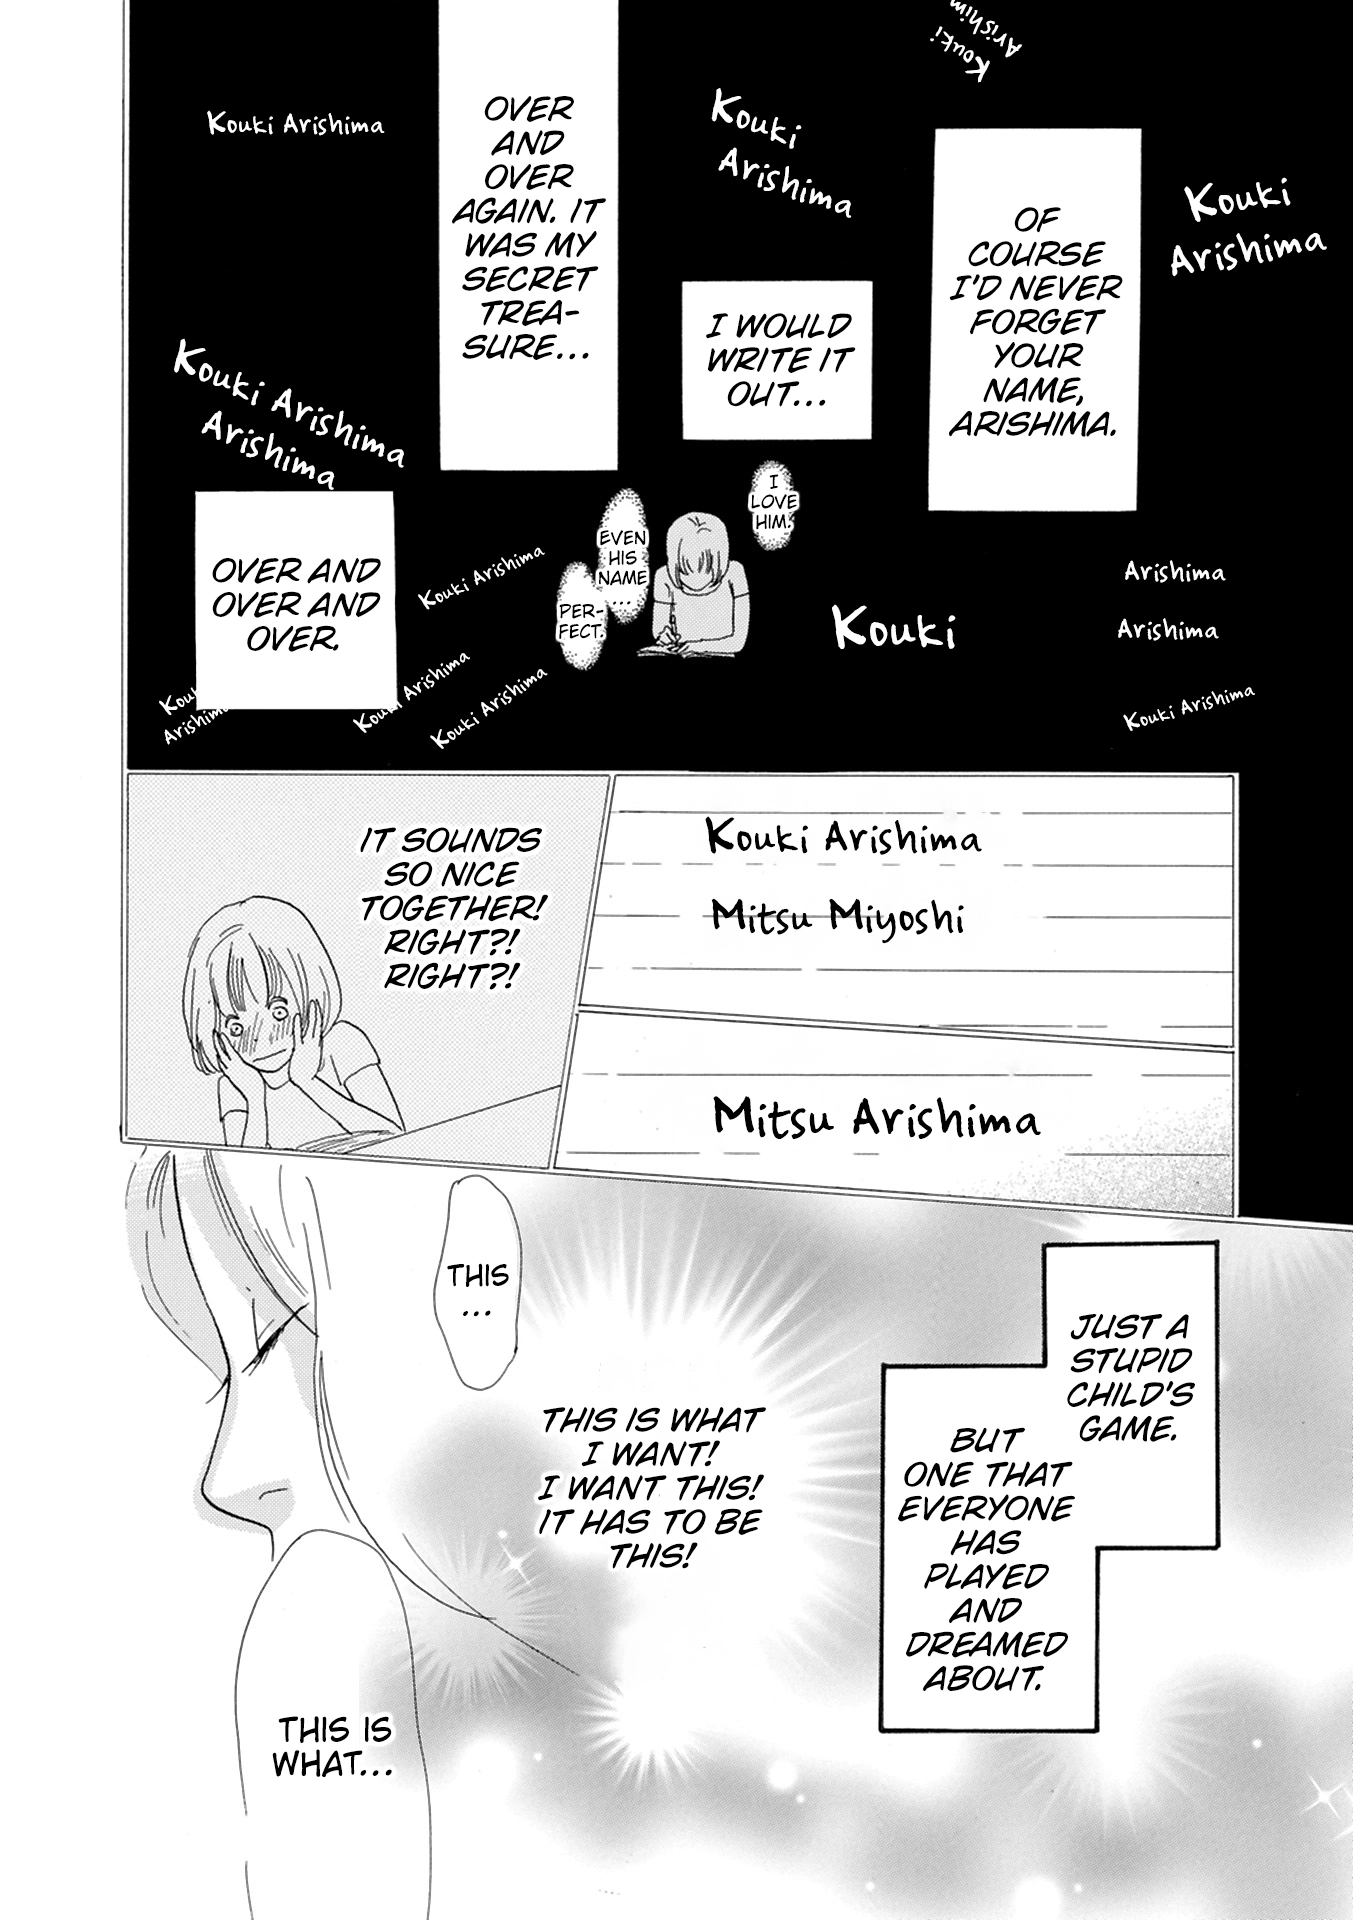 Kouki
Arishim
Kouki
Arishima
OF
COURSE
I'D NEVER
FORGET
YOUR
NAME,
ARISHIMA.
Kouki
Arishima
I WOULD
WRITE IT
OUT...
OVER
AND
OVER
AGAIN. IT
WAS MY
SECRET
TREA-
SURE...
Kouki Arishima
Kouki Arishima
Arishima
I
LOVE
HIM.
EVEN
HIS
NAME
...
PER-
FECT.
OVER AND
OVER AND
OVER.
Kouki Arishima
Kouki
Arishima
Arishima
Kouki Arishima
Kouki Arishima
Kouki Arishima
Kou
Arishima
Kouki Arishima
Mitsu Miyoshi
IT SOUNDS
SO NICE
TOGETHER!
RIGHT?!
RIGHT?!
Mitsu Arishima
JUST A
STUPID
CHILD'S
GAME.
BUT
ONE THAT
EVERYONE
HAS
PLAYED
AND
DREAMED
ABOUT.
THIS
...
THIS IS WHAT
I WANT!
I WANT THIS!
IT HAS TO BE
THIS!
THIS IS
WHAT...